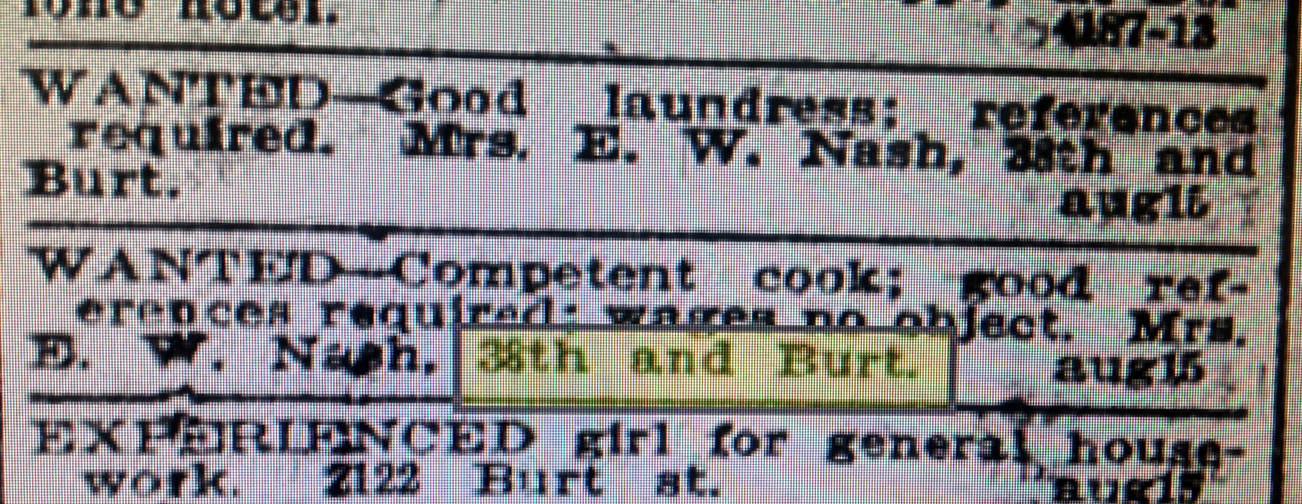 hotel.
4187-13
WANTED—Good laundress; references
required. Mrs. E. W. Nash, 38th and
Burt. aug15
WANTED—Competent cook; good ref-
erences required; wages no object. Mrs.
E. W. Nash, 38th and Burt. aug15
EXPERIENCED girl for general house-
work. 2122 Burt st. aug15